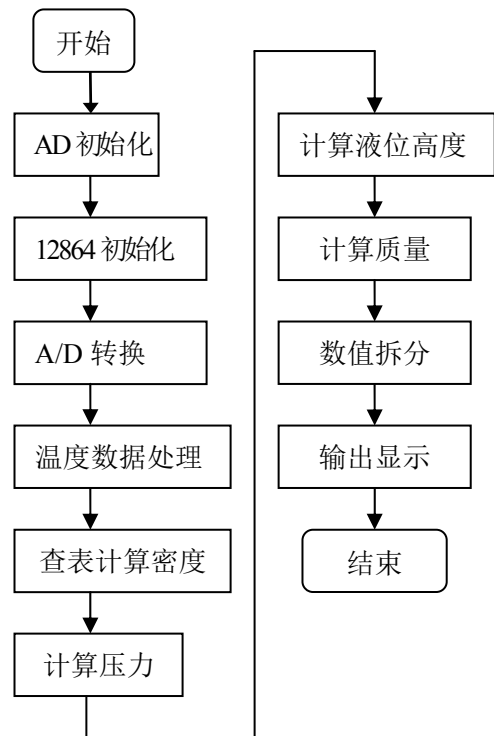 开始
AD 初始化
12864 初始化
A/D 转换
温度数据处理
查表计算密度
计算压力
计算液位高度
计算质量
数值拆分
输出显示
结束